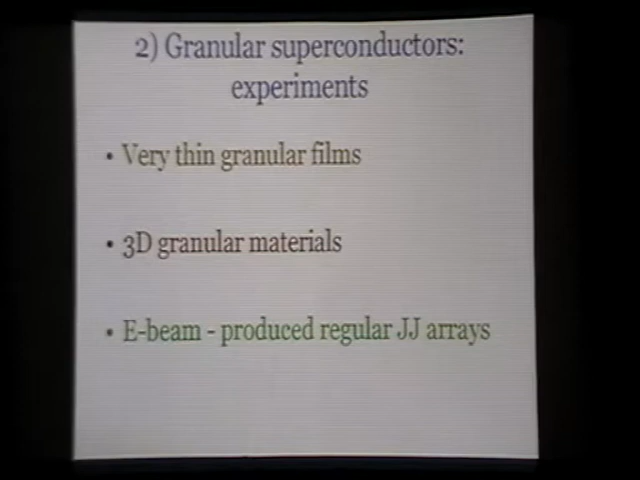 2) Granular superconductors:
experiments
• Very thin granular films
• 3D granular materials
• E-beam - produced regular JJ arrays